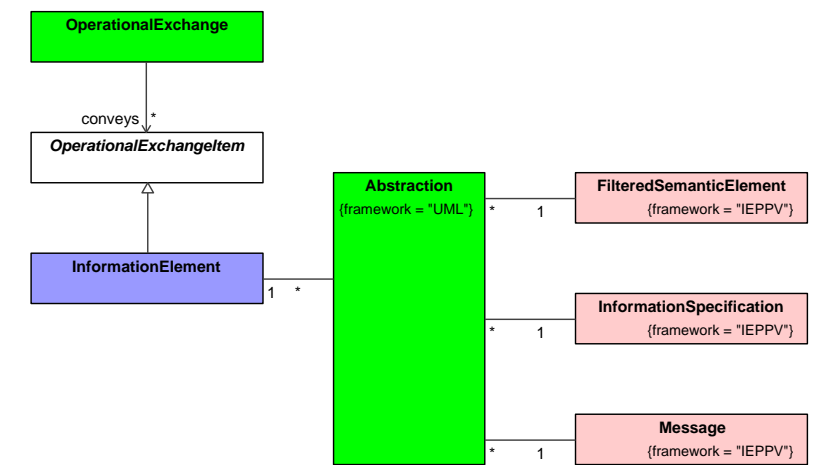 OperationalExchange
conveys *
OperationalExchangeItem
Abstraction
{framework = "UML"}
FilteredSemanticElement
{framework = "IEPPV"}
* 1
InformationElement
1 *
InformationSpecification
{framework = "IEPPV"}
* 1
Message
{framework = "IEPPV"}
* 1